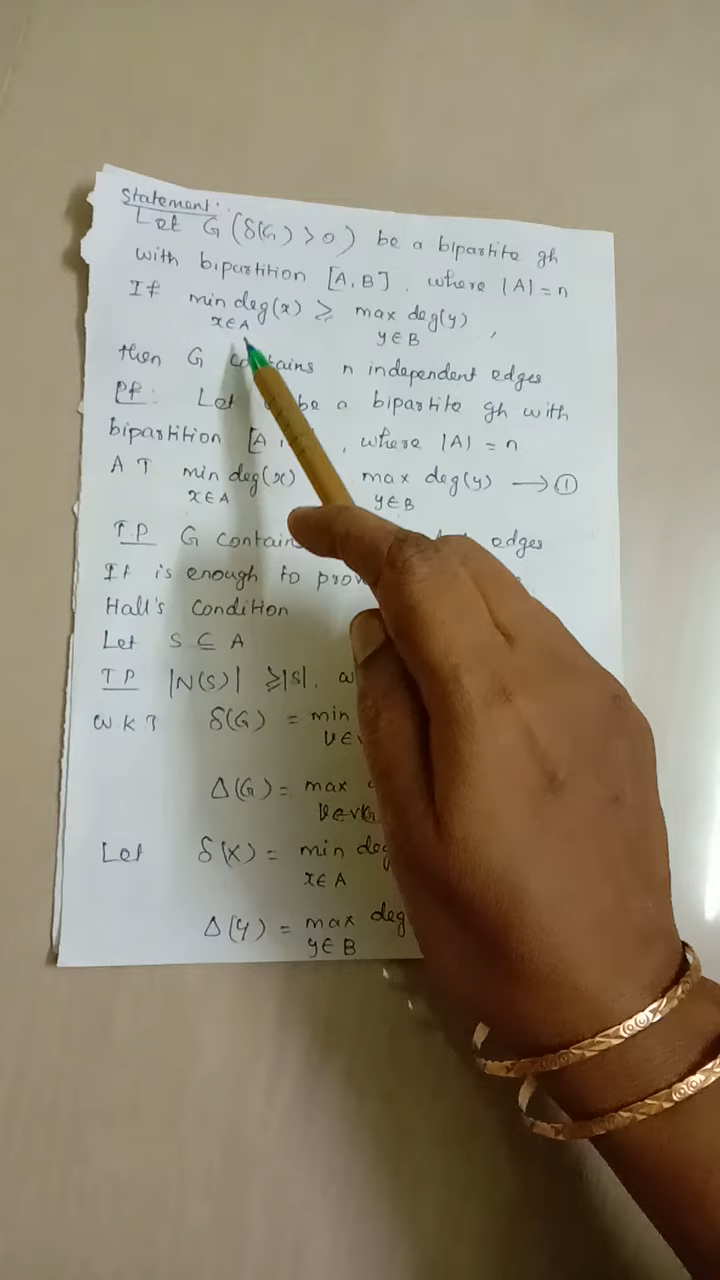 Statement:
Let G (δ(G) > 0) be a bipartite gh
with bipartition [A, B], where |A| = n
If min deg(x) ≥ max deg(y),
x∈A y∈B
then G contains n independent edges
Pf: Let be a bipartite gh with
bipartition [A , where |A| = n
A T min deg(x) max deg(y) → ①
x∈A y∈B
T.P G contain edges
It is enough to prov
Hall's Condition
Let S ⊆ A
T P |N(S)| ≥ |S|.
W K T δ(G) = min
Δ(G) = max
Let δ(X) = min deg
x∈A
Δ(Y) = max deg
y∈B